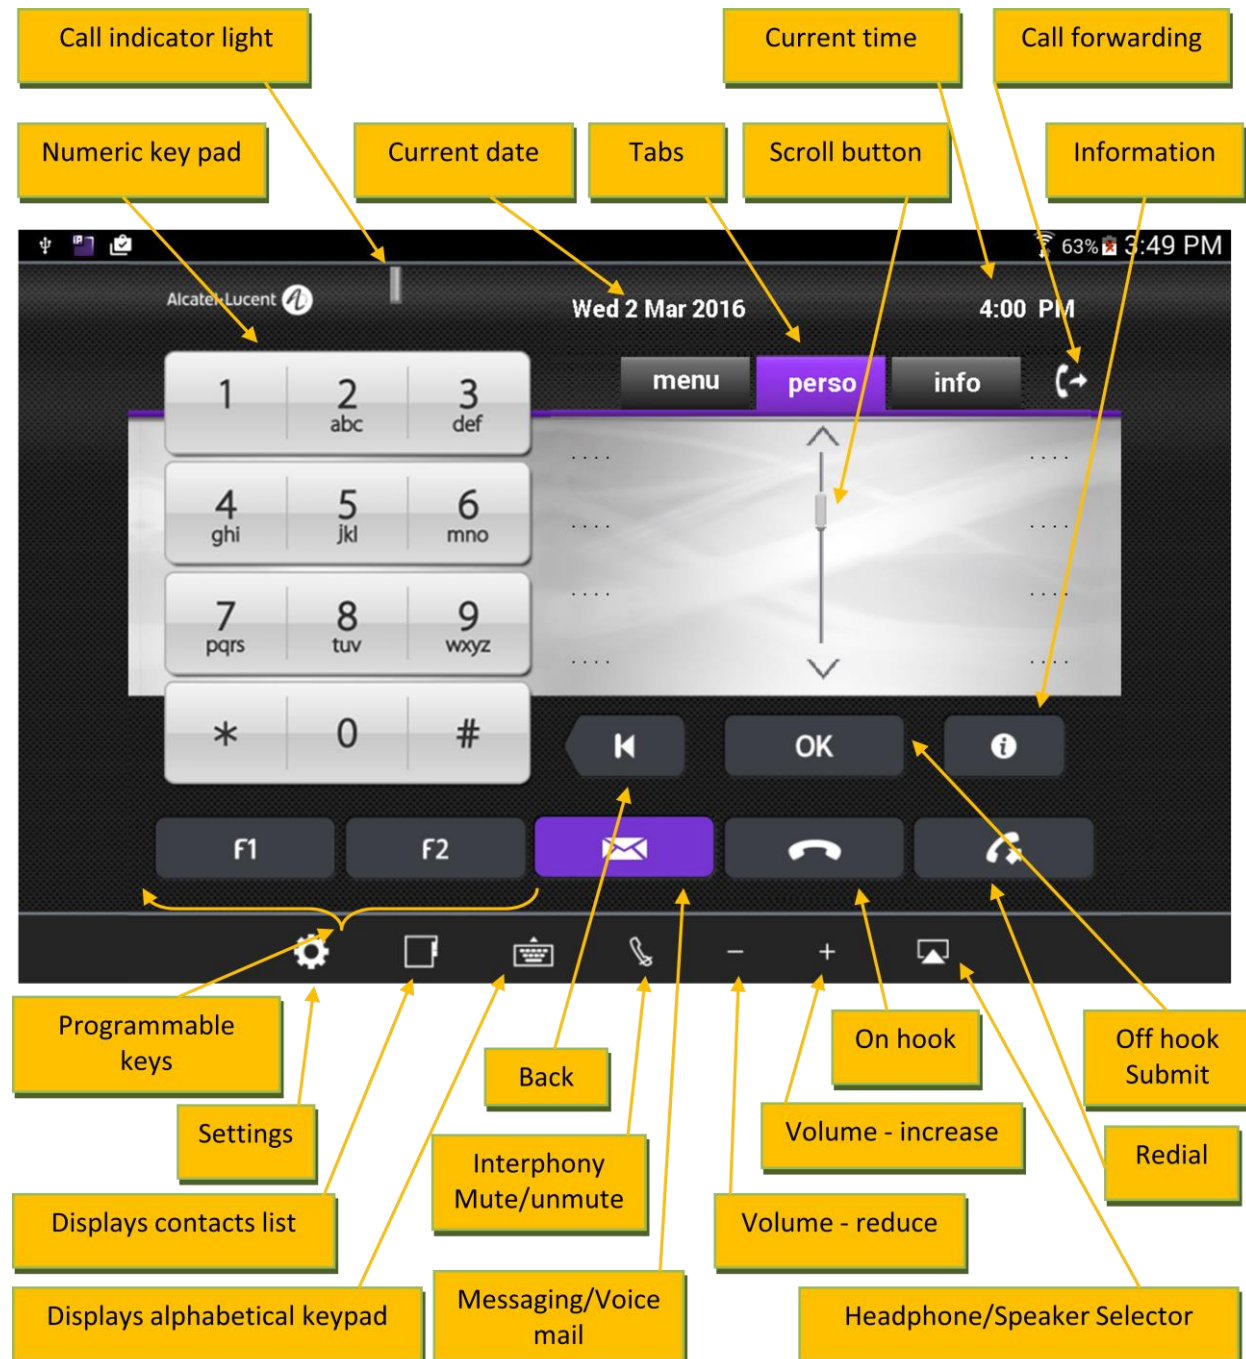 Call indicator light
Current time
Call forwarding
Numeric key pad
Current date
Tabs
Scroll button
Information
63% 3:49 PM
Alcatel·Lucent
Wed 2 Mar 2016
4:00 PM
menu
perso
info
1
2
abc
3
def
. . . .
. . . .
4
ghi
5
jkl
6
mno
. . . .
. . . .
7
pqrs
8
tuv
9
wxyz
. . . .
. . . .
. . . .
. . . .
*
0
#
OK
i
F1
F2
−
+
Programmable
keys
Back
On hook
Off hook
Submit
Settings
Interphony
Mute/unmute
Volume - increase
Redial
Displays contacts list
Volume - reduce
Displays alphabetical keypad
Messaging/Voice
mail
Headphone/Speaker Selector